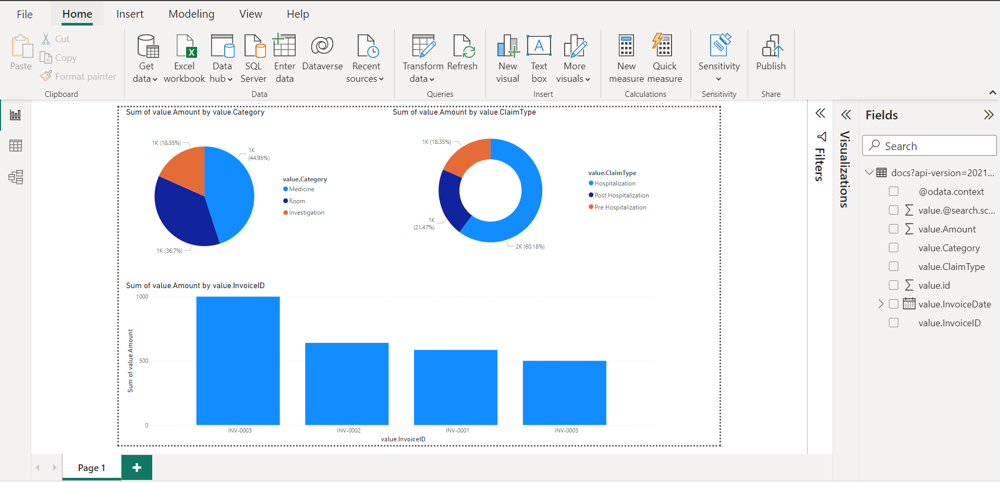 File Home Insert Modeling View Help
Paste
Cut
Copy
Format painter
Clipboard
Get
data
Excel
workbook
Data
hub
SQL
Server
Enter
data
Dataverse
Recent
sources
Data
Transform
data
Refresh
Queries
New
visual
Text
box
More
visuals
Insert
New
measure
Quick
measure
Calculations
Sensitivity
Sensitivity
Publish
Share
Sum of value.Amount by value.Category
1K (18.35%)
1K
(44.95%)
1K (36.7%)
value.Category
Medicine
Room
Investigation
Sum of value.Amount by value.ClaimType
1K (18.35%)
1K
(21.47%)
2K (60.18%)
value.ClaimType
Hospitalization
Post Hospitalization
Pre Hospitalization
Sum of value.Amount by value.InvoiceID
Sum of value.Amount
1000
500
0
INV-0003 INV-0002 INV-0001 INV-0005
value.InvoiceID
Filters
Visualizations
Fields
Search
docs?api-version=2021...
@odata.context
value.@search.sc...
value.Amount
value.Category
value.ClaimType
value.id
value.InvoiceDate
value.InvoiceID
Page 1